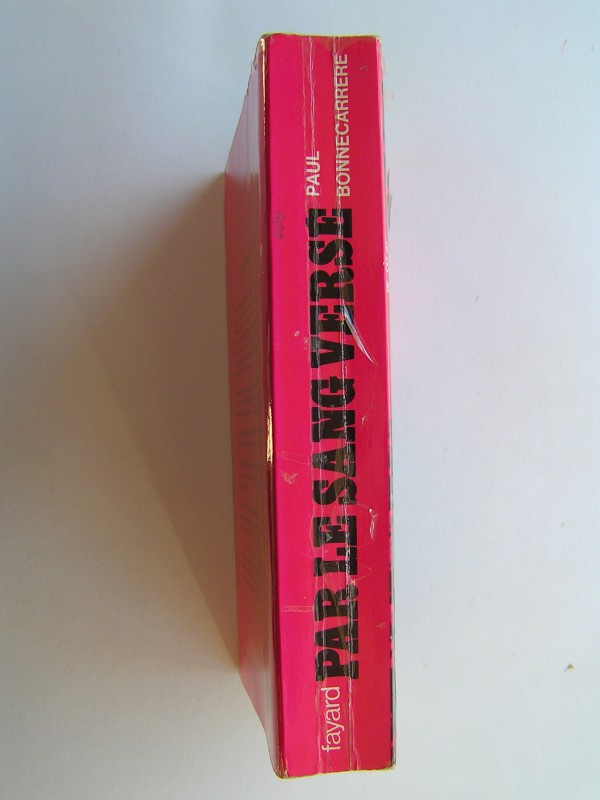 fayard
PAR LE SANG VERSÉ
PAUL
BONNECARRERE